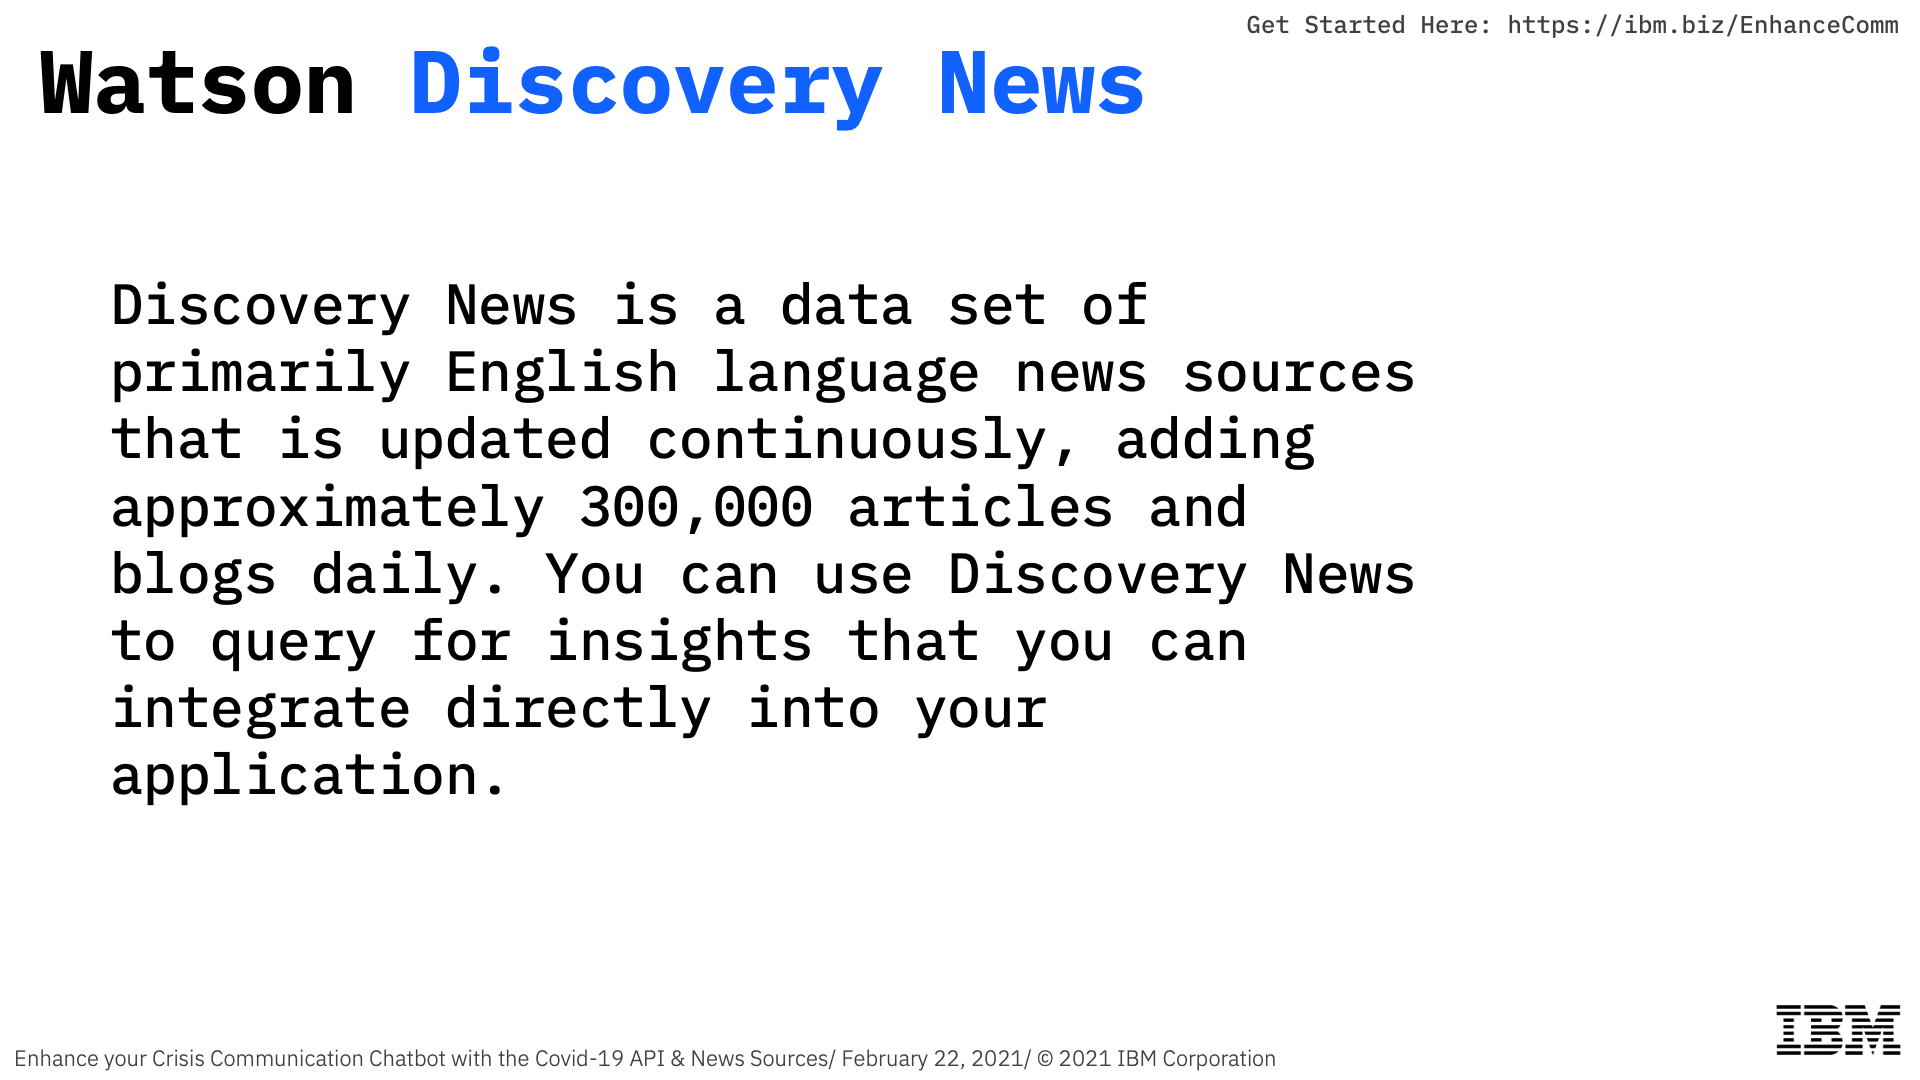 Get Started Here: https://ibm.biz/EnhanceComm
Watson Discovery News
Discovery News is a data set of
primarily English language news sources
that is updated continuously, adding
approximately 300,000 articles and
blogs daily. You can use Discovery News
to query for insights that you can
integrate directly into your
application.
IBM
Enhance your Crisis Communication Chatbot with the Covid-19 API & News Sources/ February 22, 2021/ © 2021 IBM Corporation